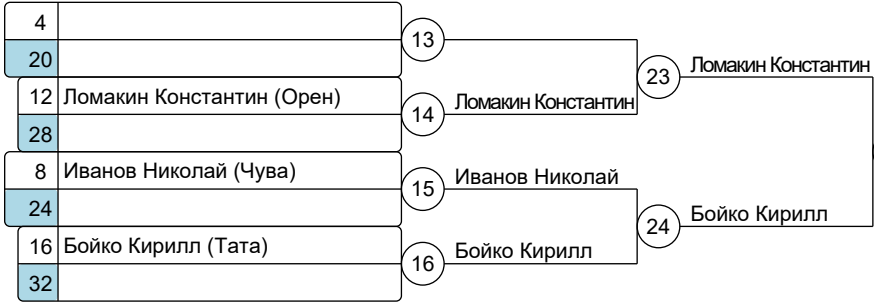 4
13
20
23 Ломакин Константин
12 Ломакин Константин (Орен)
14 Ломакин Константин
28
8 Иванов Николай (Чува)
15 Иванов Николай
24
24 Бойко Кирилл
16 Бойко Кирилл (Тата)
16 Бойко Кирилл
32